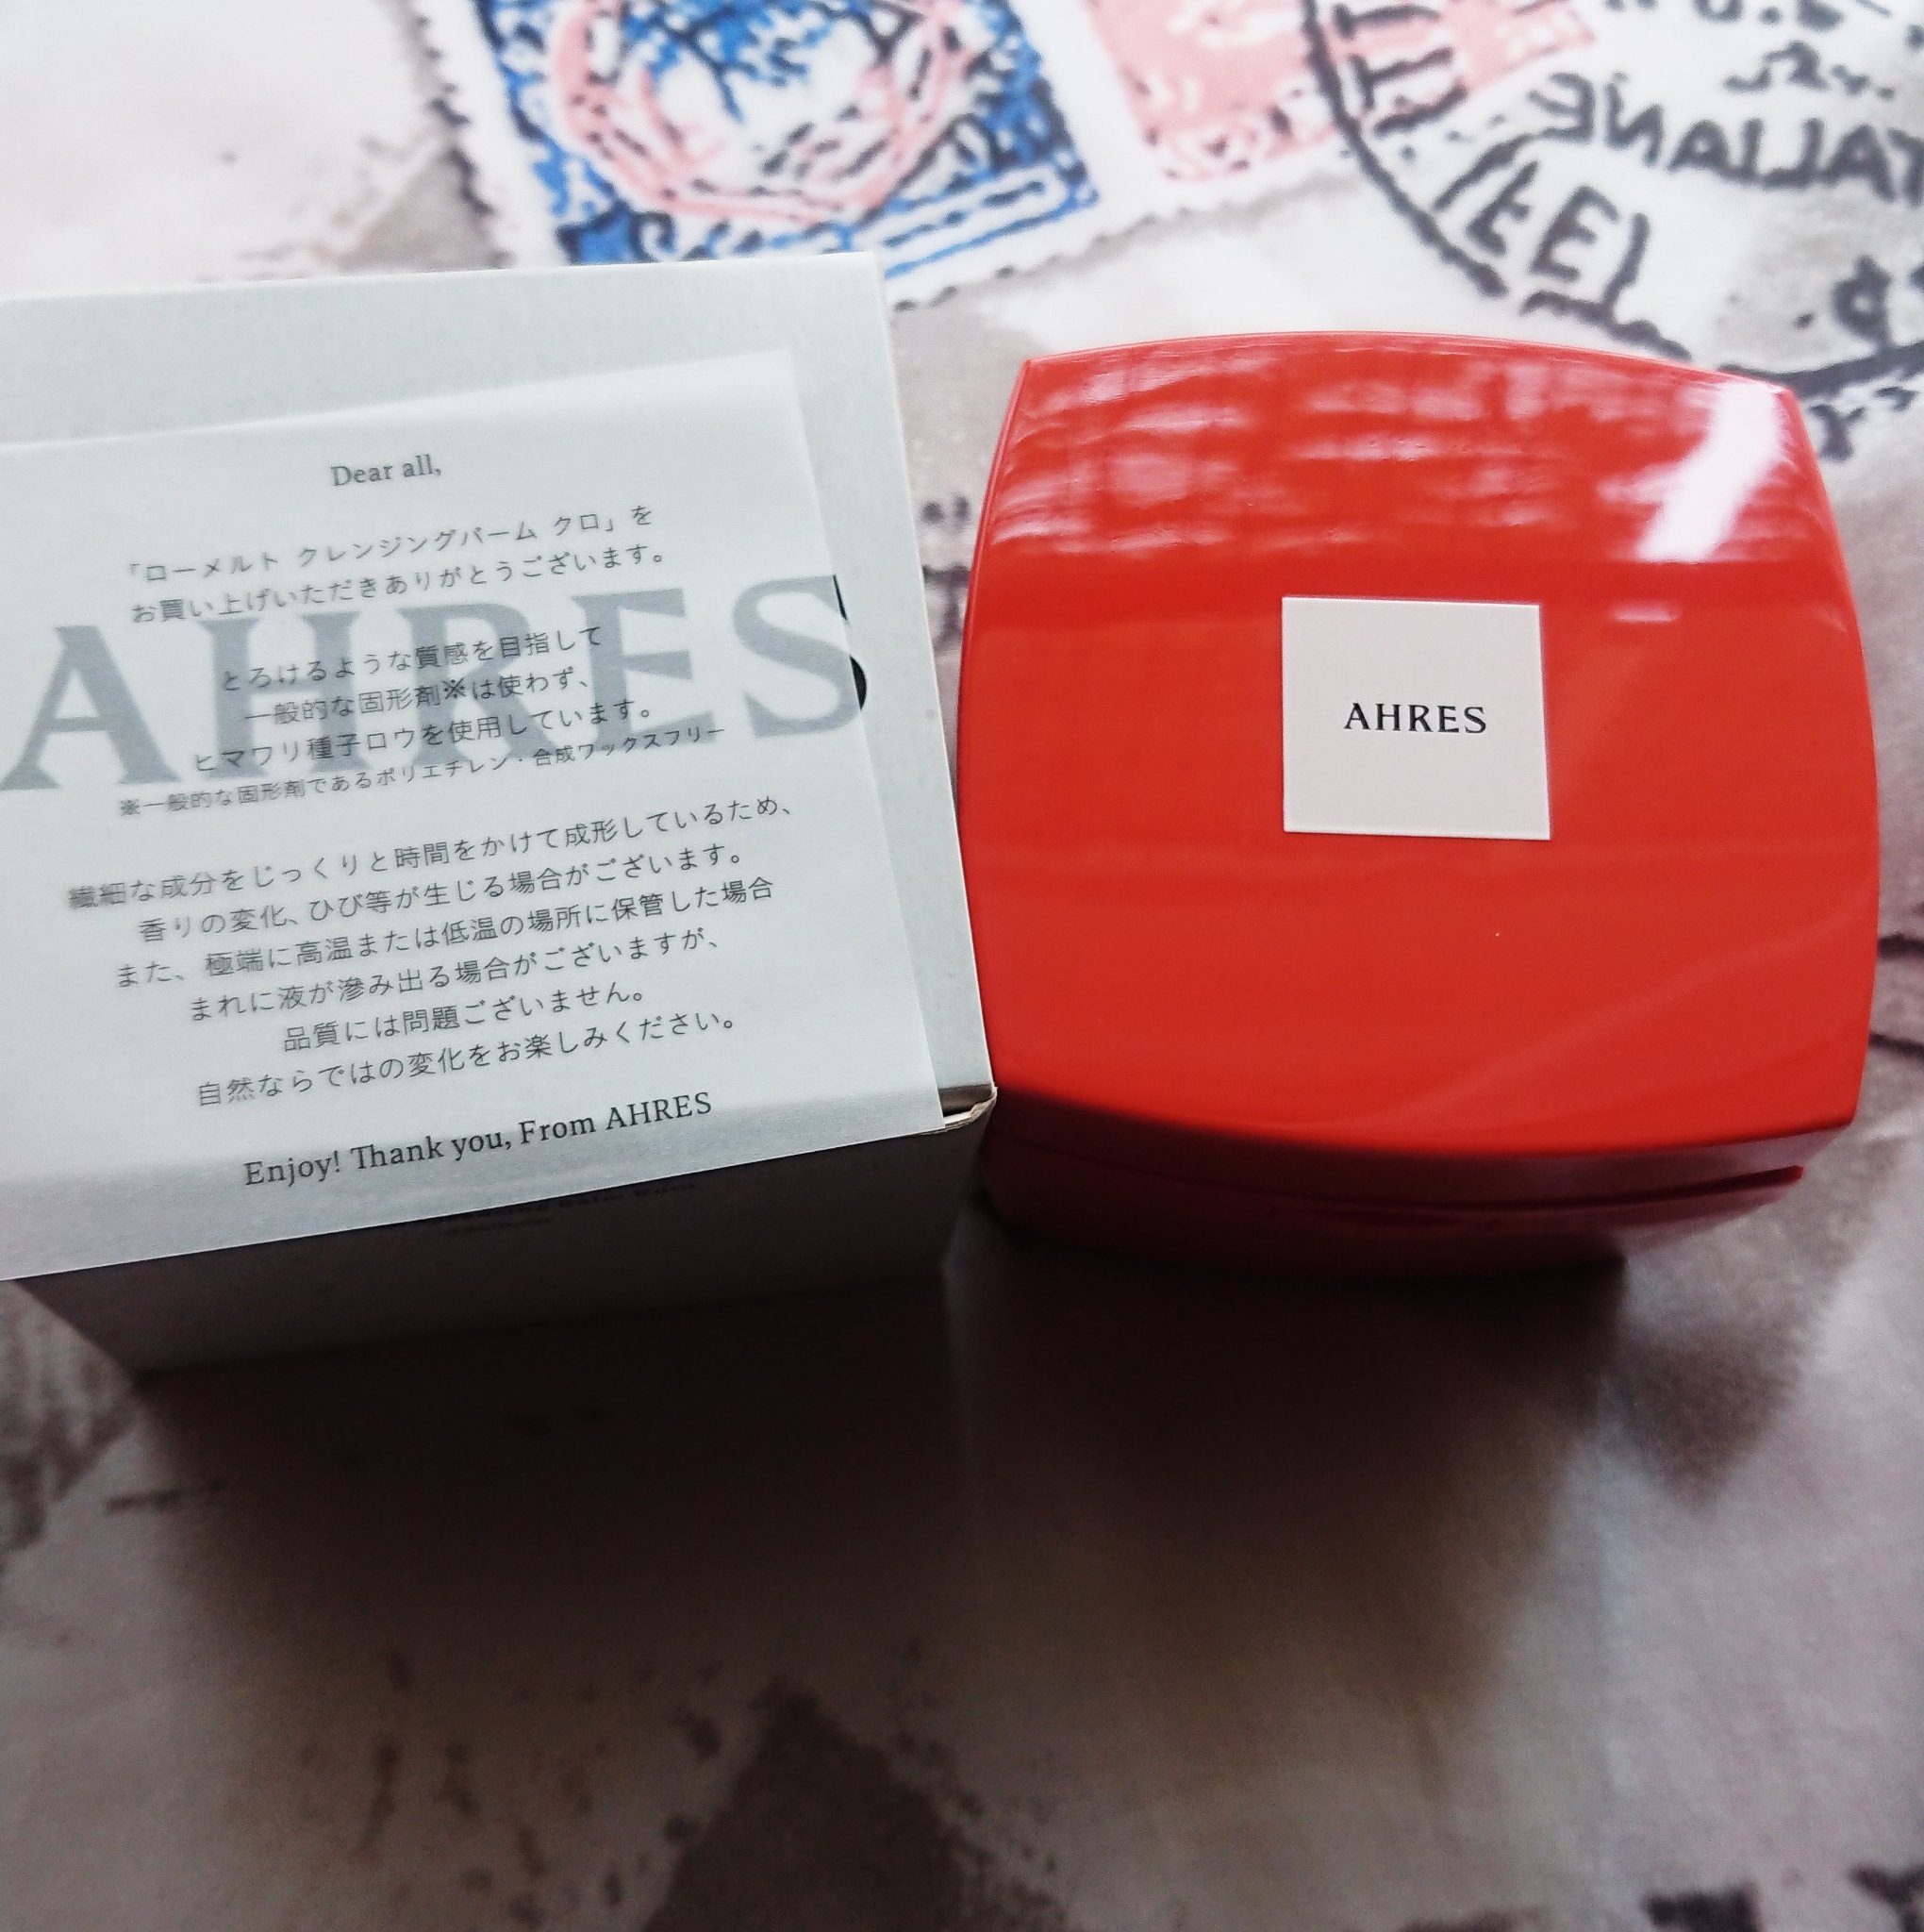 Dear all,
「ローメルト クレンジングバーム クロ」を
お買い上げいただきありがとうございます。
AHRES
とろけるような質感を目指して
一般的な固形剤※は使わず、
ヒマワリ種子ロウを使用しています。
※一般的な固形剤であるポリエチレン・合成ワックスフリー
繊細な成分をじっくりと時間をかけて成形しているため、
香りの変化、ひび等が生じる場合がございます。
また、極端に高温または低温の場所に保管した場合
まれに液が滲み出る場合がございますが、
品質には問題ございません。
自然ならではの変化をお楽しみください。
Enjoy! Thank you, From AHRES
AHRES